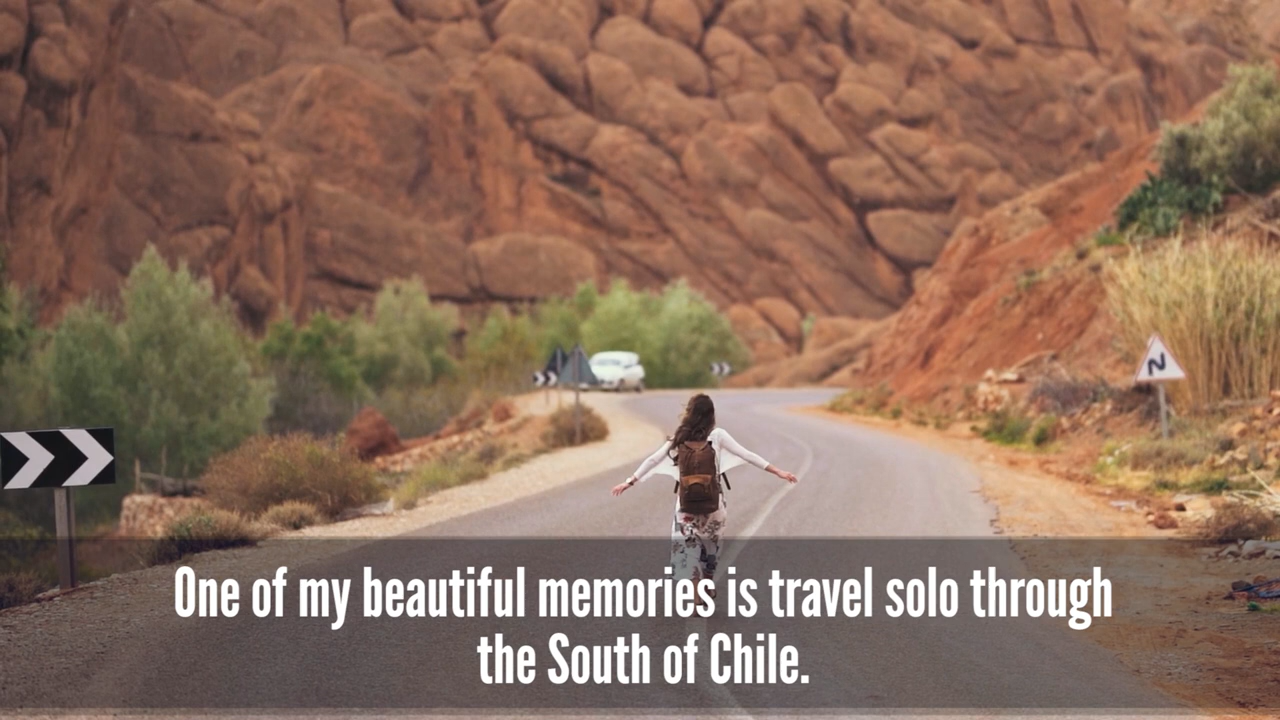 One of my beautiful memories is travel solo through
the South of Chile.